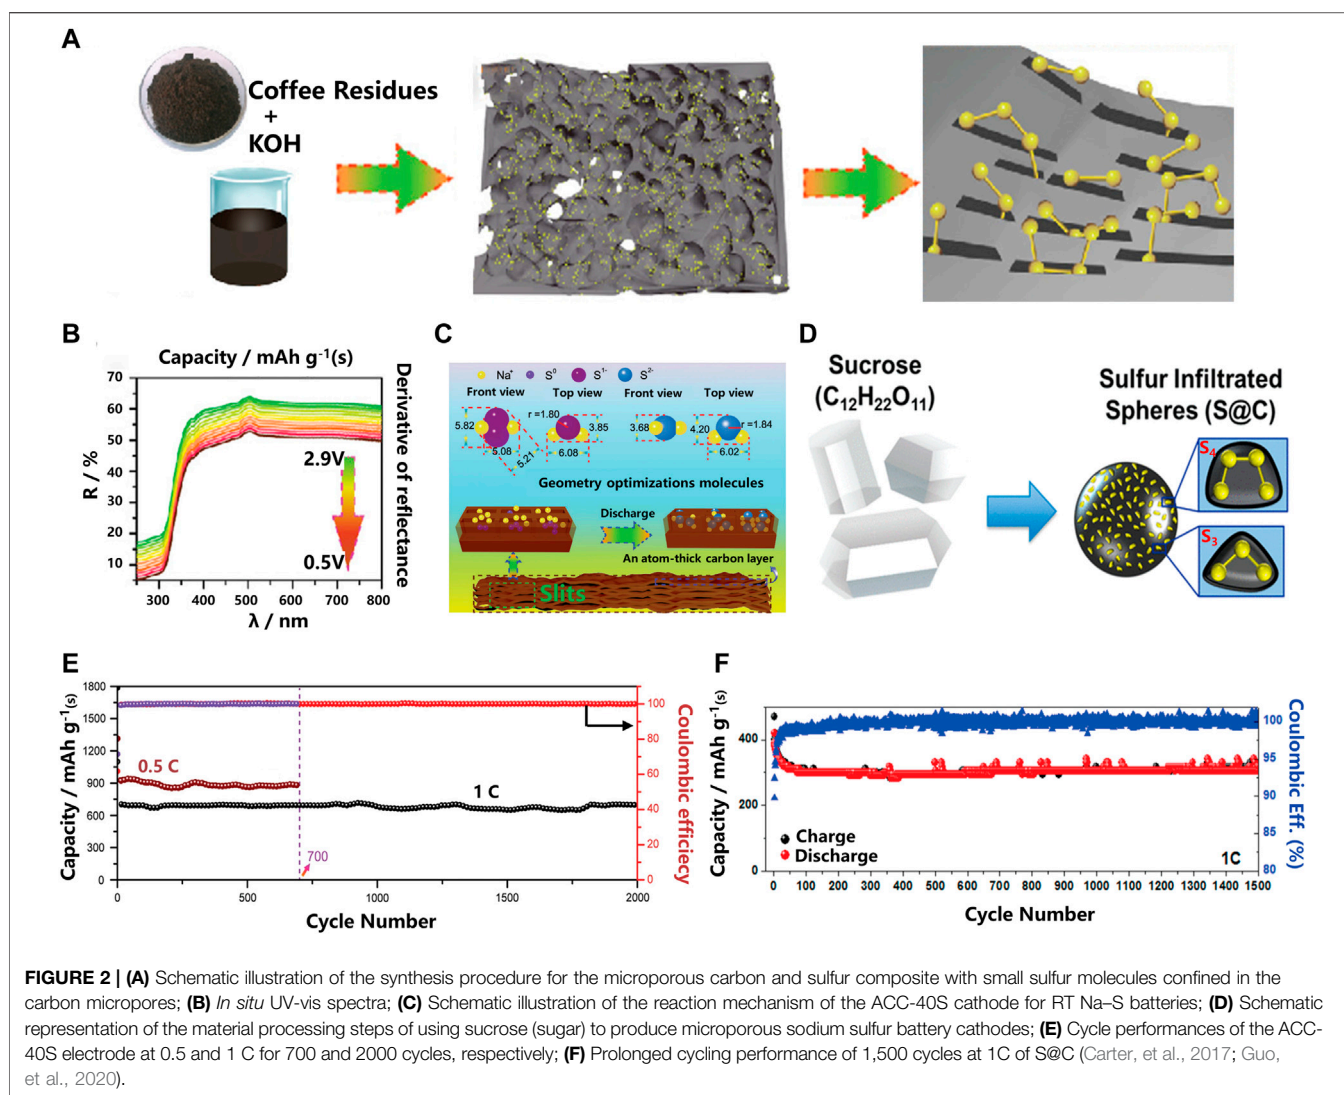 A
Coffee Residues
+
KOH
B
Capacity / mAh g⁻¹(s)
R / %
70
60
50
40
30
20
10
2.9V
0.5V
300 400 500 600 700 800
λ / nm
Derivative of reflectance
C
Na⁺ S⁰ S¹⁻ S²⁻
Front view Top view Front view Top view
r =1.80
5.82
3.85
5.08
5.21
6.08
3.68
4.20
r =1.84
6.02
Geometry optimizations molecules
Discharge
An atom-thick carbon layer
Slits
D
Sucrose
(C₁₂H₂₂O₁₁)
Sulfur Infiltrated
Spheres (S@C)
S₄
S₃
E
Capacity / mAh g⁻¹(s)
1800
1500
1200
900
600
300
0
0.5 C
1 C
700
100
80
60
40
20
0
Coulombic efficiecy
0 500 1000 1500 2000
Cycle Number
F
Capacity / mAh g⁻¹(s)
400
200
0
Charge
Discharge
1C
100
95
90
85
80
Coulombic Eff. (%)
0 100 200 300 400 500 600 700 800 900 1000 1100 1200 1300 1400 1500
Cycle Number
FIGURE 2 | (A) Schematic illustration of the synthesis procedure for the microporous carbon and sulfur composite with small sulfur molecules confined in the
carbon micropores; (B) In situ UV-vis spectra; (C) Schematic illustration of the reaction mechanism of the ACC-40S cathode for RT Na–S batteries; (D) Schematic
representation of the material processing steps of using sucrose (sugar) to produce microporous sodium sulfur battery cathodes; (E) Cycle performances of the ACC-
40S electrode at 0.5 and 1 C for 700 and 2000 cycles, respectively; (F) Prolonged cycling performance of 1,500 cycles at 1C of S@C (Carter, et al., 2017; Guo,
et al., 2020).